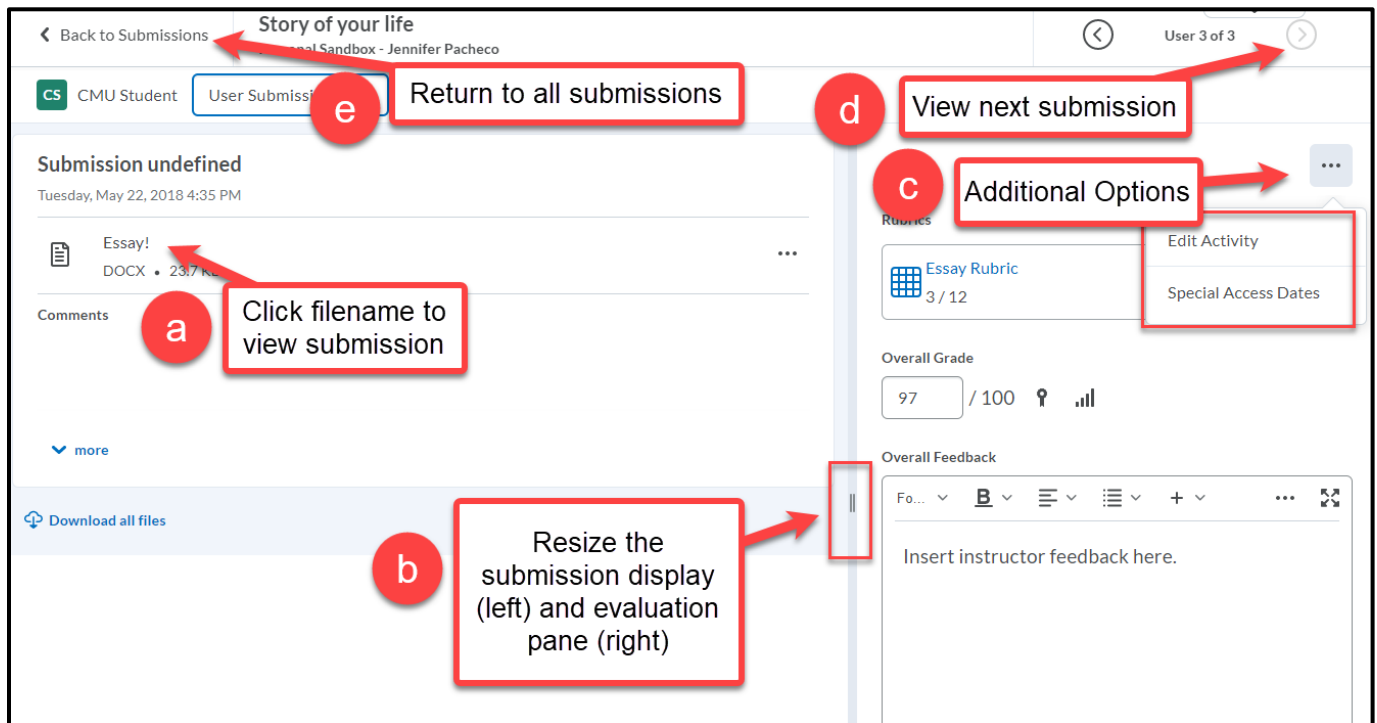 Back to Submissions
Story of your life
Sandbox - Jennifer Pacheco
User 3 of 3
CS CMU Student
User
e
Return to all submissions
d
View next submission
Submission undefined
Tuesday, May 22, 2018 4:35 PM
c
Additional Options
...
Rubrics
Edit Activity
Special Access Dates
Essay!
DOCX • 23.7
...
Essay Rubric
3 / 12
a
Click filename to
view submission
Comments
Overall Grade
97 / 100
more
Overall Feedback
Fo... B + ...
Download all files
b
Resize the
submission display
(left) and evaluation
pane (right)
Insert instructor feedback here.